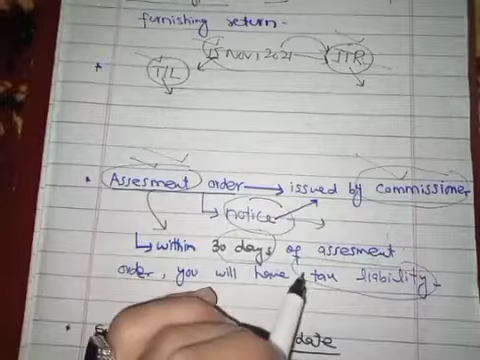 furnishing return-
15 Nov 2021
T/L
ITR
Assesment order → issued by Commissioner
notice
within 30 days of assesment
order, you will have tax liability-
date